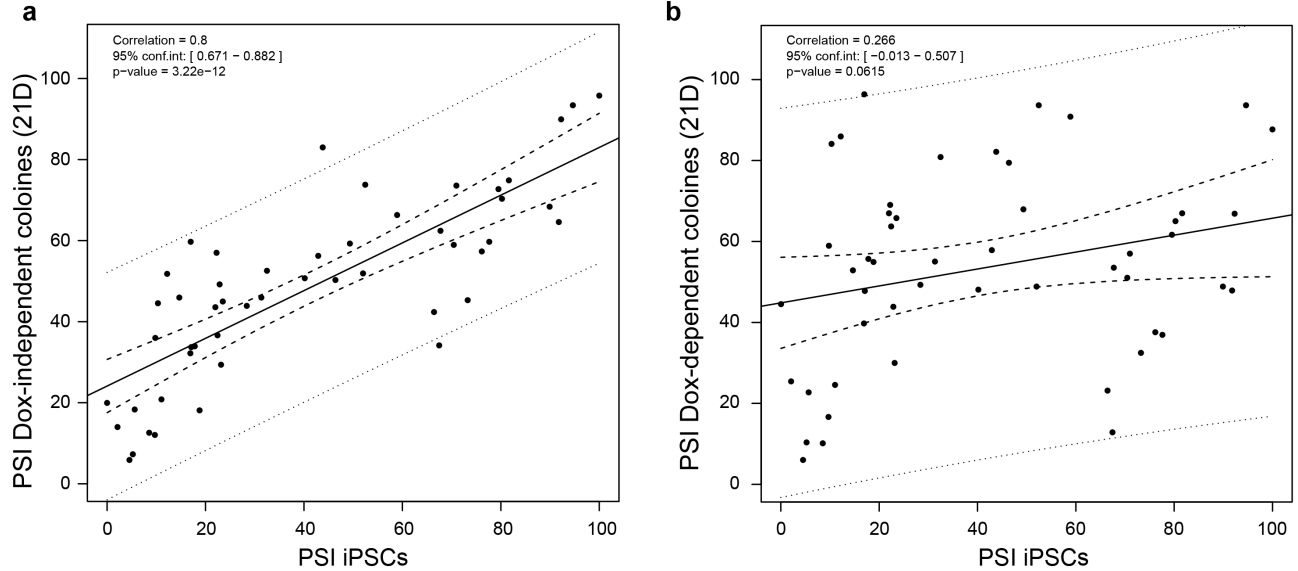 a
Correlation = 0.8
95% conf.int: [ 0.671 − 0.882 ]
p−value = 3.22e−12
PSI Dox-independent coloines (21D)
100
80
60
40
20
0
0 20 40 60 80 100
PSI iPSCs
b
Correlation = 0.266
95% conf.int: [ −0.013 − 0.507 ]
p−value = 0.0615
PSI Dox-dependent coloines (21D)
100
80
60
40
20
0
0 20 40 60 80 100
PSI iPSCs